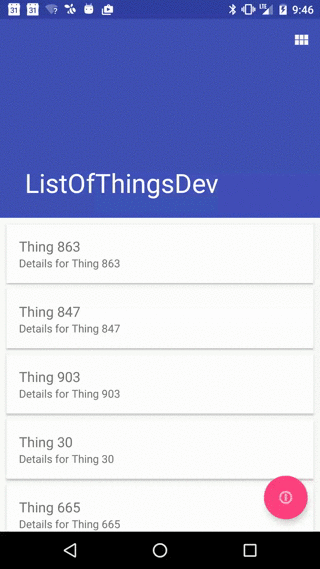 31 31 LTE 9:46
ListOfThingsDev
Thing 863
Details for Thing 863
Thing 847
Details for Thing 847
Thing 903
Details for Thing 903
Thing 30
Details for Thing 30
Thing 665
Details for Thing 665